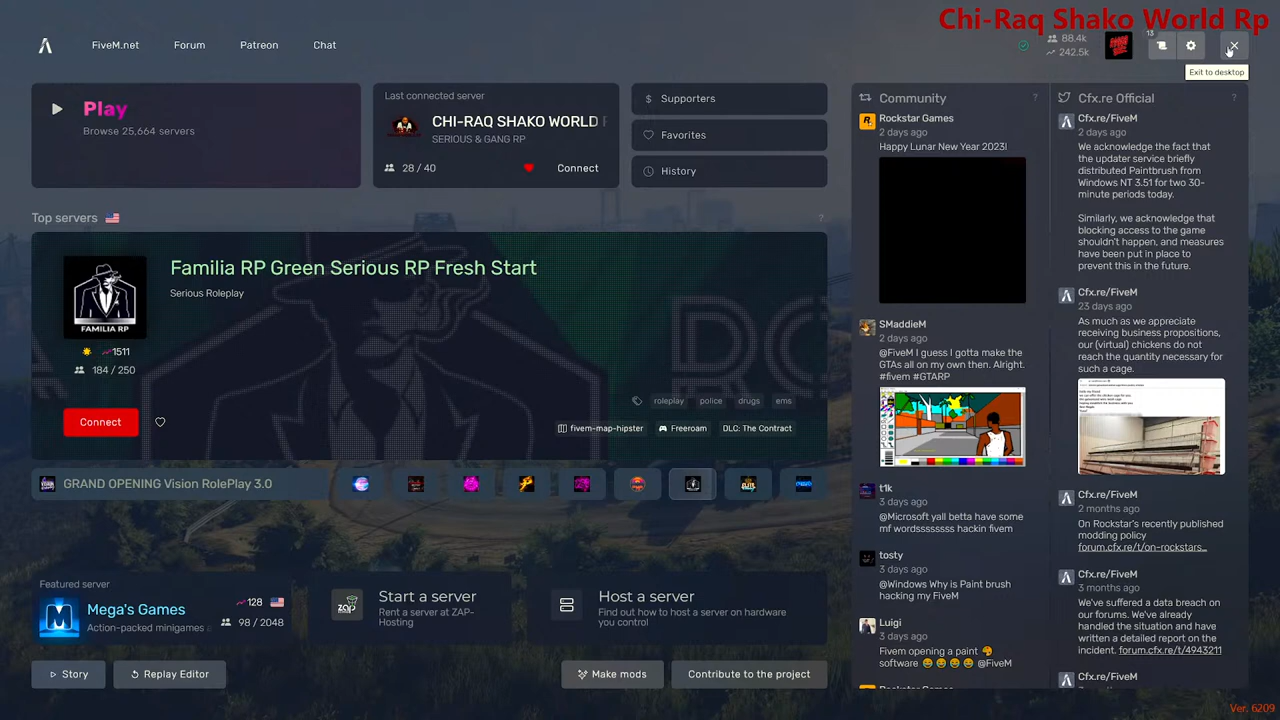 Chi-Raq Shako World Rp
FiveM.net
Forum
Patreon
Chat
88.4k
242.5k
13
Exit to desktop
Play
Browse 25,664 servers
Last connected server
CHI-RAQ SHAKO WORLD
SERIOUS & GANG RP
28 / 40
Connect
Supporters
Favorites
History
Top servers
?
Familia RP Green Serious RP Fresh Start
Serious Roleplay
FAMILIA RP
1511
184 / 250
Connect
roleplay
police
drugs
ems
fivem-map-hipster
Freeroam
DLC: The Contract
GRAND OPENING Vision RolePlay 3.0
Featured server
Mega's Games
Action-packed minigames
128
98 / 2048
ZAP
Start a server
Rent a server at ZAP-
Hosting
Host a server
Find out how to host a server on hardware
you control
Story
Replay Editor
Make mods
Contribute to the project
Community
?
Rockstar Games
2 days ago
Happy Lunar New Year 2023!
SMaddieM
2 days ago
@FiveM I guess I gotta make the
GTAs all on my own then. Alright.
#fivem #GTARP
t1k
3 days ago
@Microsoft yall betta have some
mf wordsssssss hackin fivem
tosty
3 days ago
@Windows Why is Paint brush
hacking my FiveM
Luigi
3 days ago
Fivem opening a paint
software 😂😂😂😂 @FiveM
Rockstar Games
Cfx.re Official
?
Cfx.re/FiveM
2 days ago
We acknowledge the fact that
the updater service briefly
distributed Paintbrush from
Windows NT 3.51 for two 30-
minute periods today.
Similarly, we acknowledge that
blocking access to the game
shouldn't happen, and measures
have been put in place to
prevent this in the future.
Cfx.re/FiveM
23 days ago
As much as we appreciate
receiving business propositions,
our (virtual) chickens do not
reach the quantity necessary for
such a cage.
Cfx.re/FiveM
2 months ago
On Rockstar's recently published
modding policy
forum.cfx.re/t/on-rockstars…
Cfx.re/FiveM
3 months ago
We've suffered a data breach on
our forums. We've already
handled the situation and have
written a detailed report on the
incident. forum.cfx.re/t/4943211
Cfx.re/FiveM
Ver. 6209